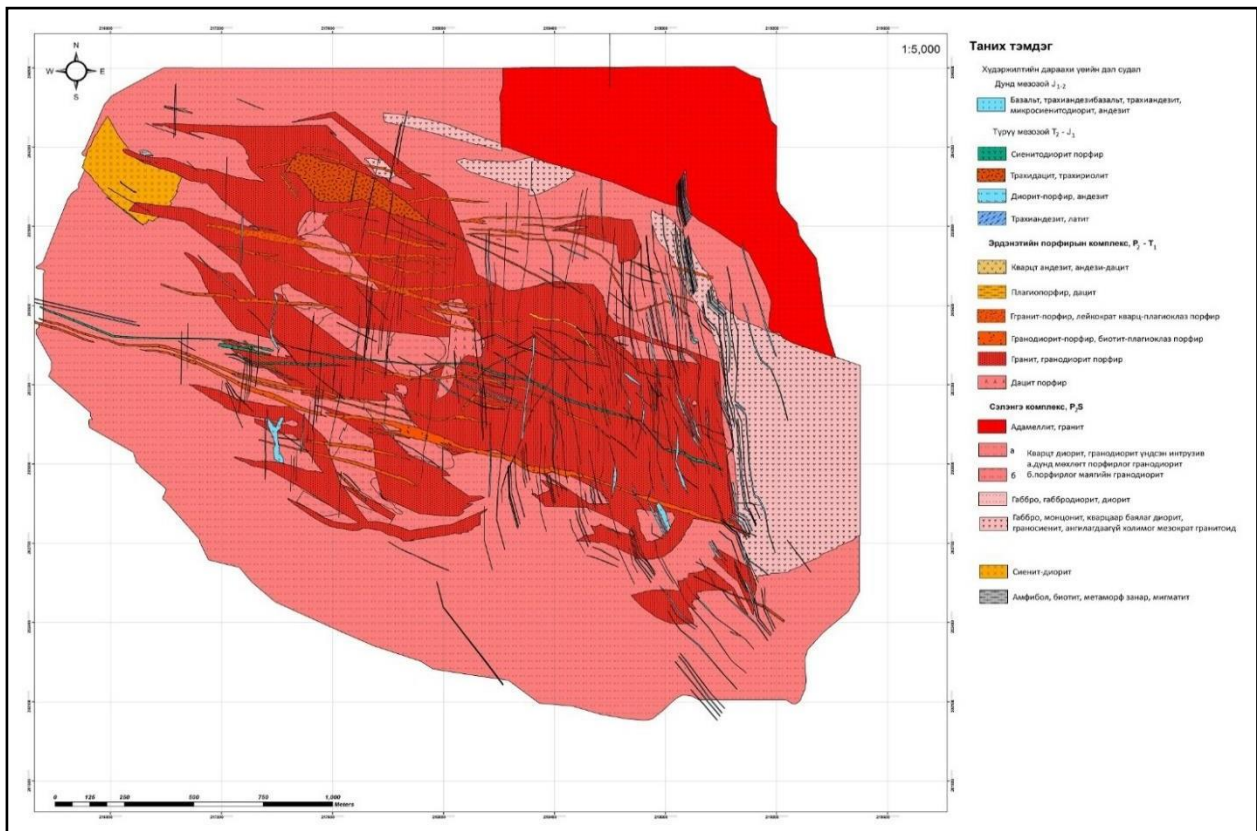 N
W E
S
1:5,000
0 125 250 500 750 1,000
Meters
Таних тэмдэг
Хүдэржилтийн дараахи үеийн дэл судал
Дунд мезозой J1-2
Базальт, трахиандезибазальт, трахиандезит,
микросиенитодиорит, андезит
Түрүү мезозой T2 - J1
Сиенитодиорит порфир
Трахидацит, трахириолит
Диорит-порфир, андезит
Трахиандезит, латит
Эрдэнэтийн порфирын комплекс, P2 - T1
Кварцт андезит, андези-дацит
Плагиопорфир, дацит
Ггранит-порфир, лейкократ кварц-плагиоклаз порфир
Гранодиорит-порфир, биотит-плагиоклаз порфир
Гранит, гранодиорит порфир
Дацит порфир
Сэлэнгэ комплекс, P2S
Адамеллит, гранит
а Кварцт диорит, гранодиорит үндсэн интрузив
а.дунд мөхлөгт порфирлог гранодиорит
б б.порфирлог маягийн гранодиорит
Габбро, габбродиорит, диорит
Габбро, монцонит, кварцаар баялаг диорит,
граносиенит, ангилагдаагүй холимог мезократ гранитоид
Сиенит-диорит
Амфибол, биотит, метаморф занар, мигматит